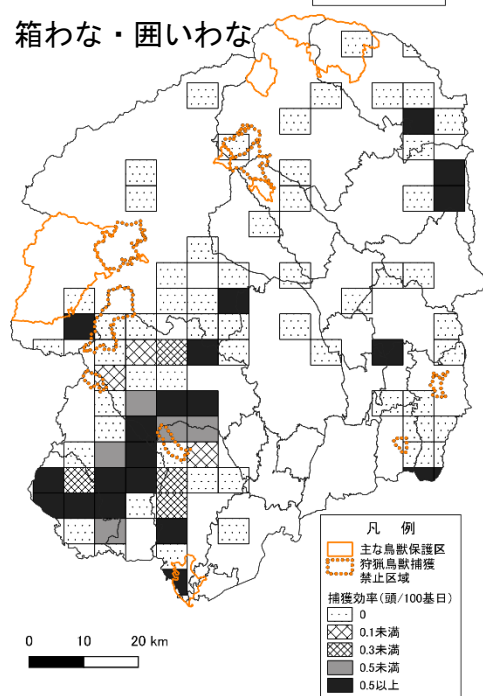 箱わな・囲いわな
凡　例
主な鳥獣保護区
狩猟鳥獣捕獲
禁止区域
捕獲効率(頭/100基日)
0
0.1未満
0.3未満
0.5未満
0.5以上
0 10 20 km